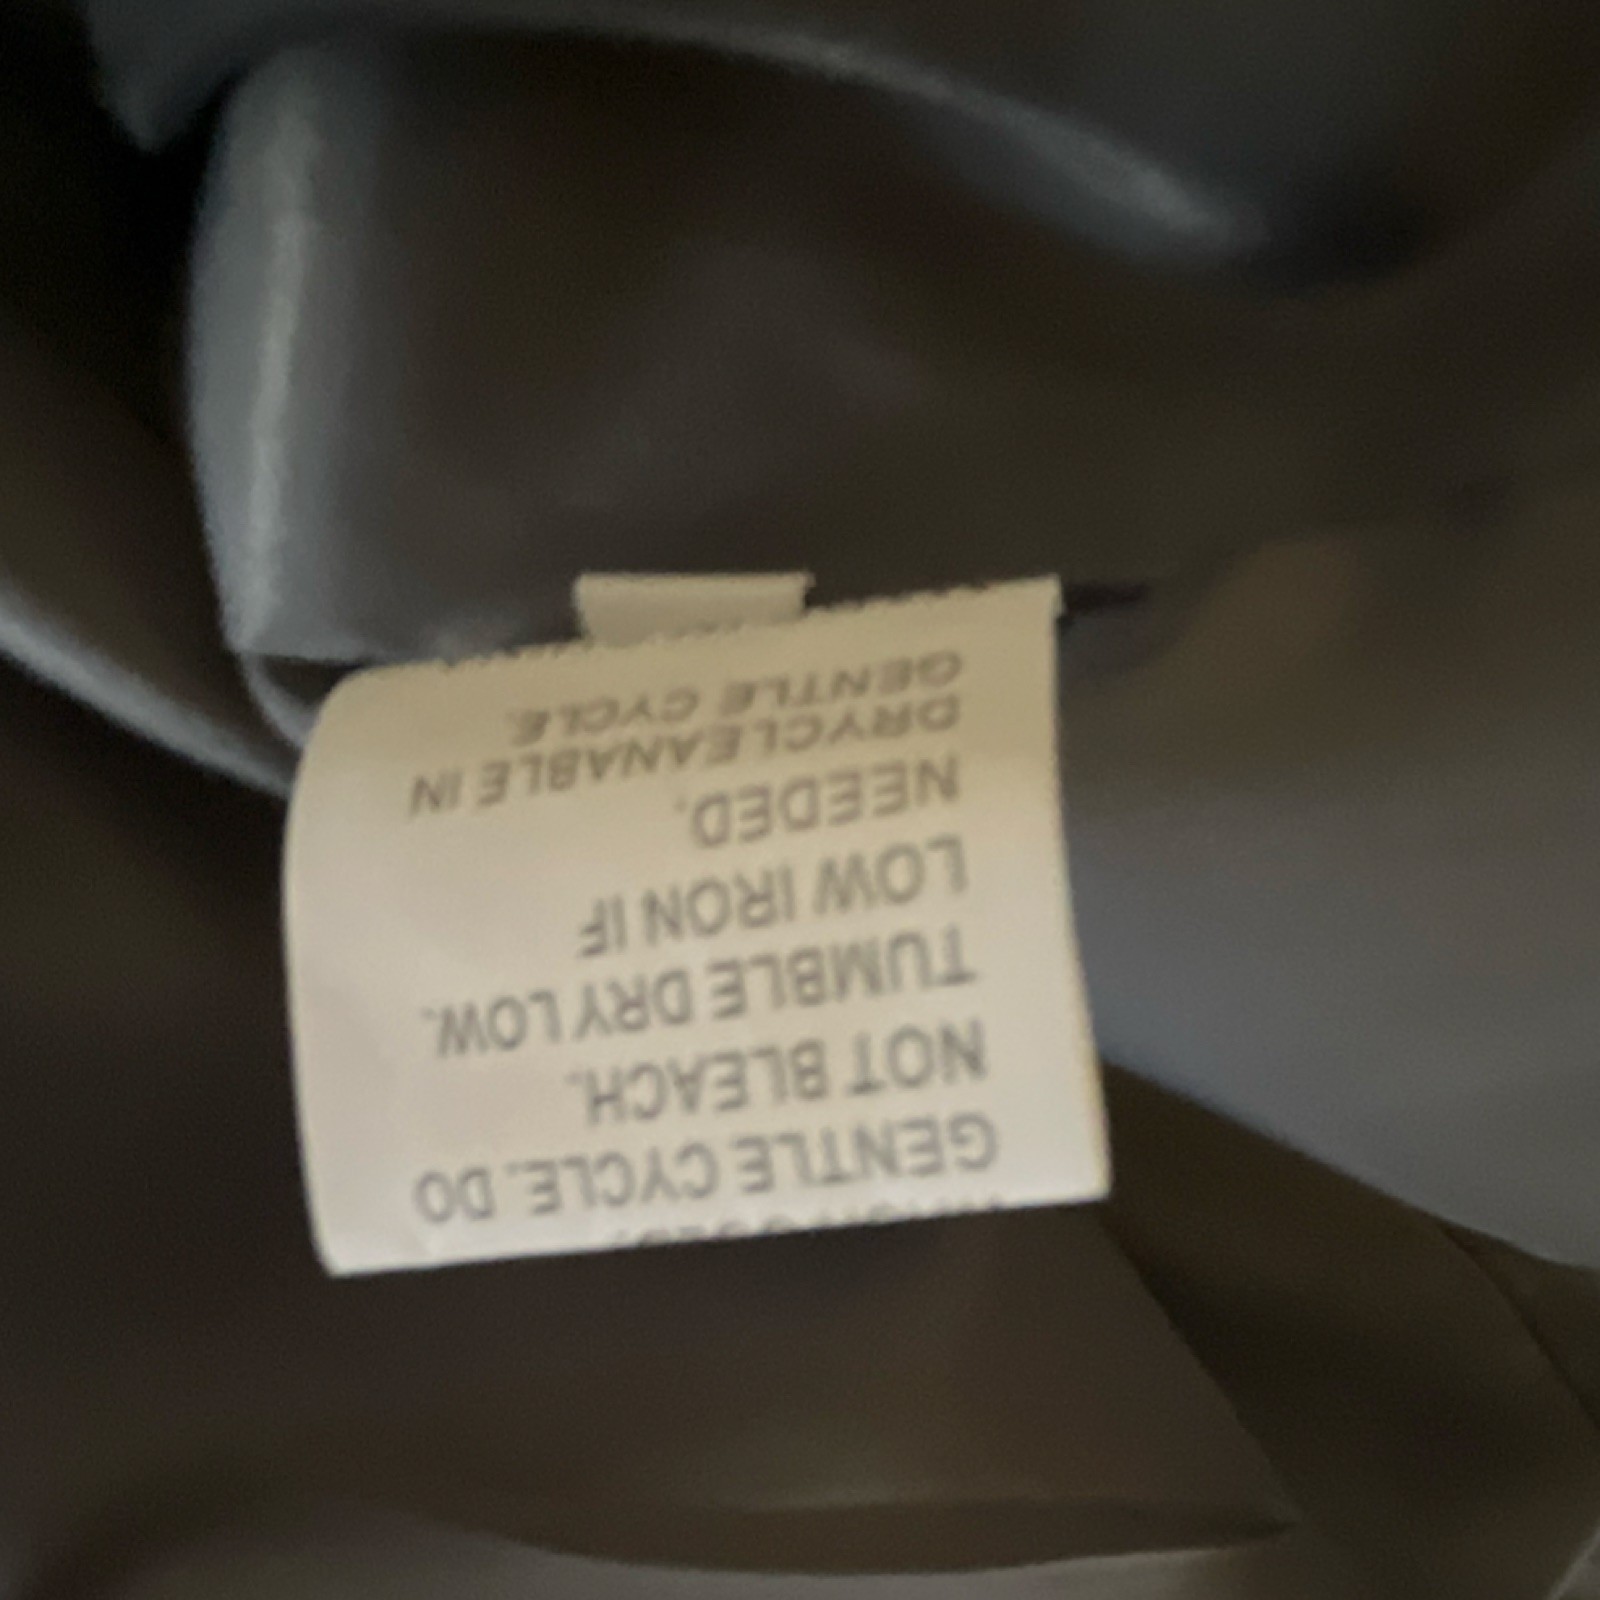 GENTLE CYCLE. DO
NOT BLEACH.
TUMBLE DRY LOW.
LOW IRON IF
NEEDED.
DRYCLEANABLE IN
GENTLE CYCLE.